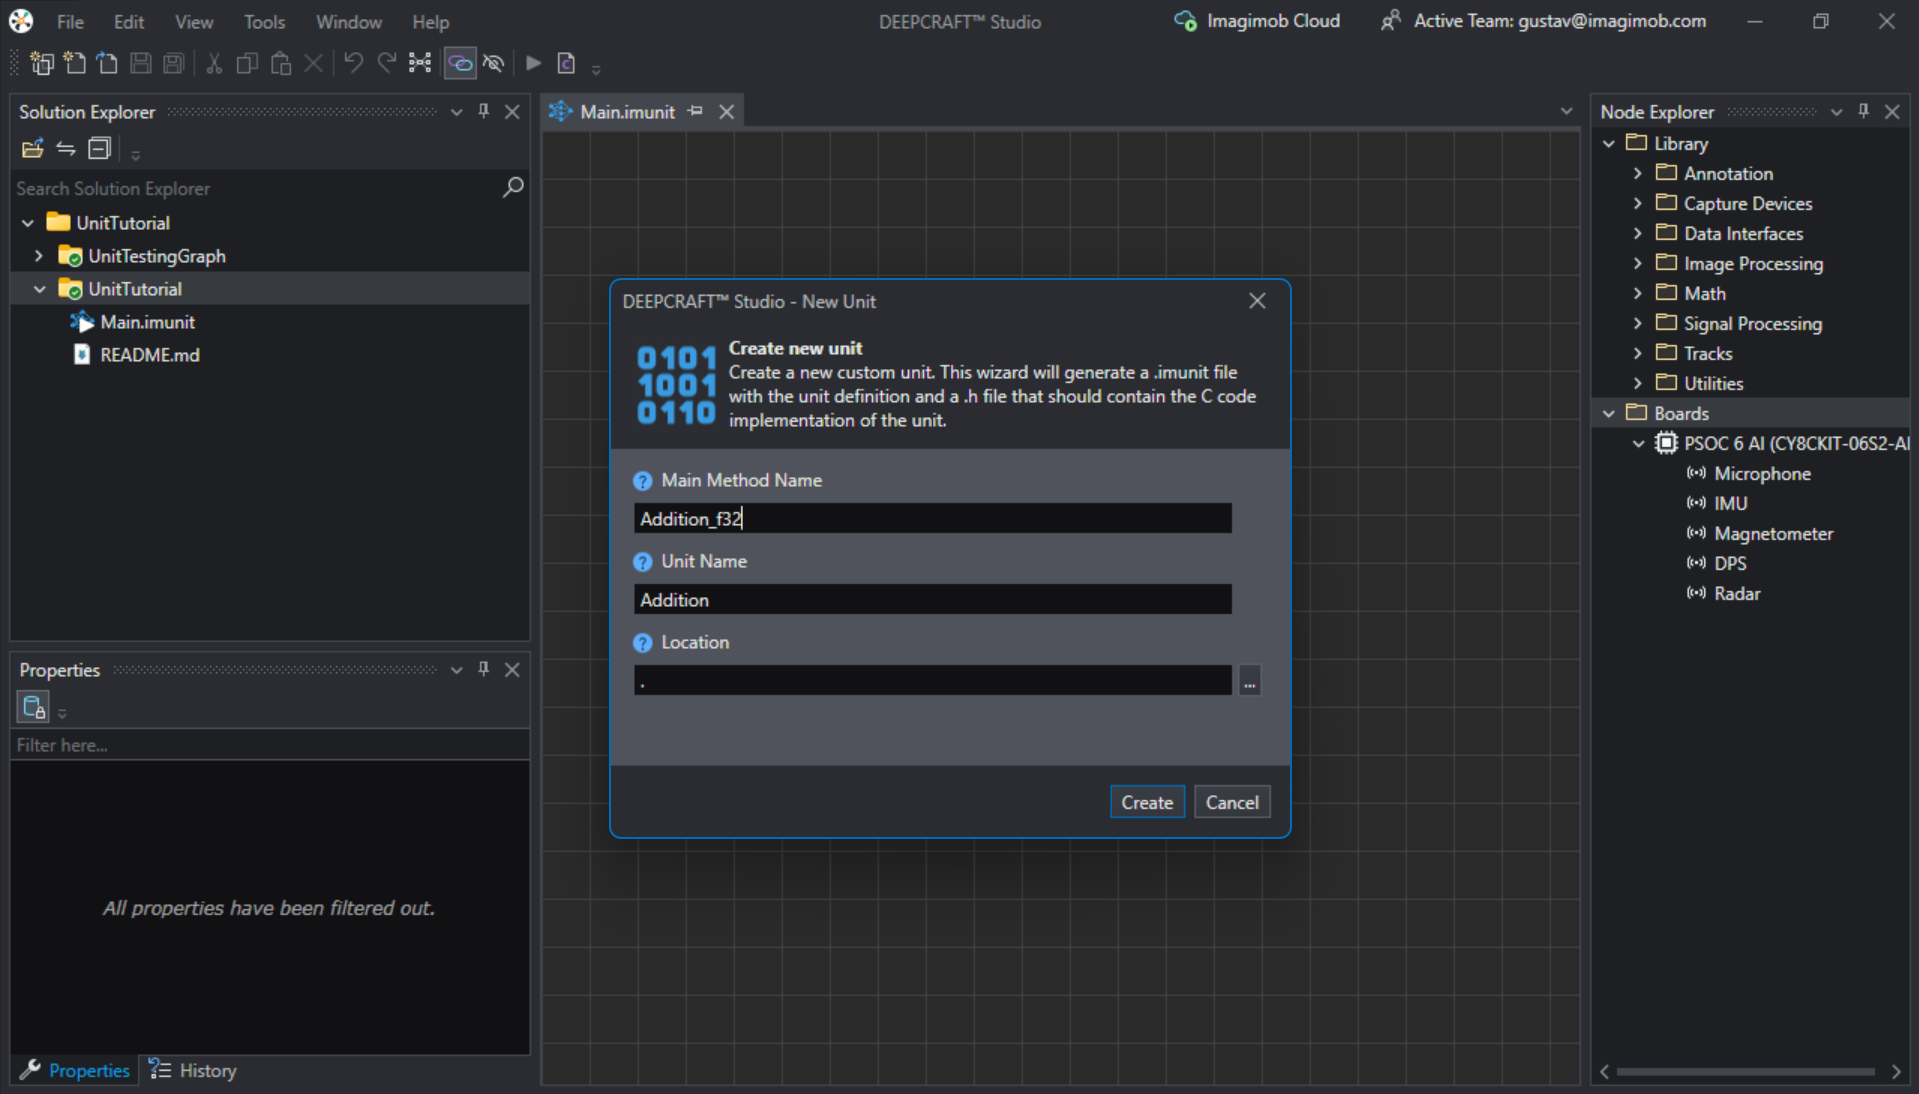 File Edit View Tools Window Help
DEEPCRAFT™ Studio
Imagimob Cloud
Active Team: gustav@imagimob.com
Solution Explorer
Search Solution Explorer
UnitTutorial
UnitTestingGraph
UnitTutorial
Main.imunit
README.md
Properties
Filter here...
All properties have been filtered out.
Properties
History
Main.imunit
DEEPCRAFT™ Studio - New Unit
0101
1001
0110
Create new unit
Create a new custom unit. This wizard will generate a .imunit file
with the unit definition and a .h file that should contain the C code
implementation of the unit.
Main Method Name
Addition_f32
Unit Name
Addition
Location
.
...
Create
Cancel
Node Explorer
Library
Annotation
Capture Devices
Data Interfaces
Image Processing
Math
Signal Processing
Tracks
Utilities
Boards
PSOC 6 AI (CY8CKIT-06S2-AI
Microphone
IMU
Magnetometer
DPS
Radar